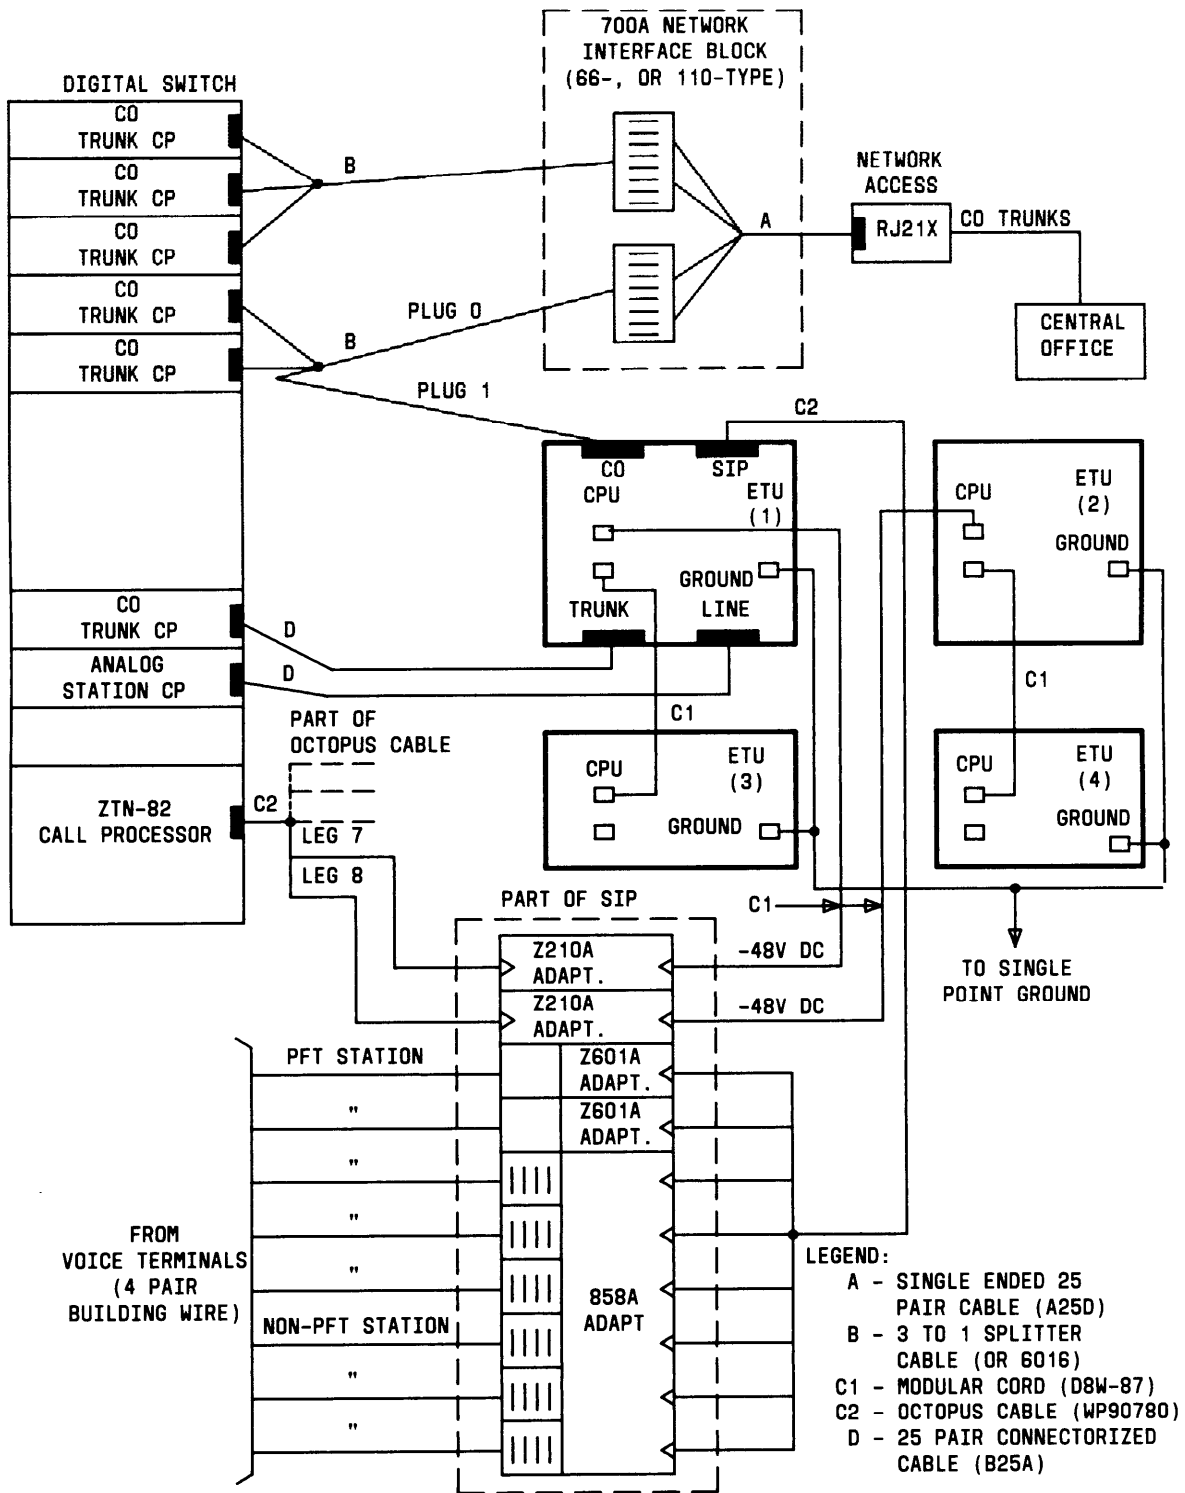 700A NETWORK
INTERFACE BLOCK
(66-, OR 110-TYPE)
DIGITAL SWITCH
CO
TRUNK CP
CO
TRUNK CP
CO
TRUNK CP
CO
TRUNK CP
CO
TRUNK CP
B
A
NETWORK
ACCESS
RJ21X
CO TRUNKS
CENTRAL
OFFICE
PLUG 0
B
PLUG 1
C2
CO
SIP
CPU
ETU
(1)
GROUND
TRUNK
LINE
CPU
ETU
(2)
GROUND
CO
TRUNK CP
D
ANALOG
STATION CP
D
C1
C1
PART OF
OCTOPUS CABLE
CPU
ETU
(3)
GROUND
CPU
ETU
(4)
GROUND
ZTN-82
CALL PROCESSOR
C2
LEG 7
LEG 8
PART OF SIP
C1
TO SINGLE
POINT GROUND
Z210A
ADAPT.
-48V DC
Z210A
ADAPT.
-48V DC
PFT STATION
Z601A
ADAPT.
"
Z601A
ADAPT.
"
"
"
FROM
VOICE TERMINALS
(4 PAIR
BUILDING WIRE)
NON-PFT STATION
"
"
858A
ADAPT
LEGEND:
A - SINGLE ENDED 25
PAIR CABLE (A25D)
B - 3 TO 1 SPLITTER
CABLE (OR 6016)
C1 - MODULAR CORD (D8W-87)
C2 - OCTOPUS CABLE (WP90780)
D - 25 PAIR CONNECTORIZED
CABLE (B25A)